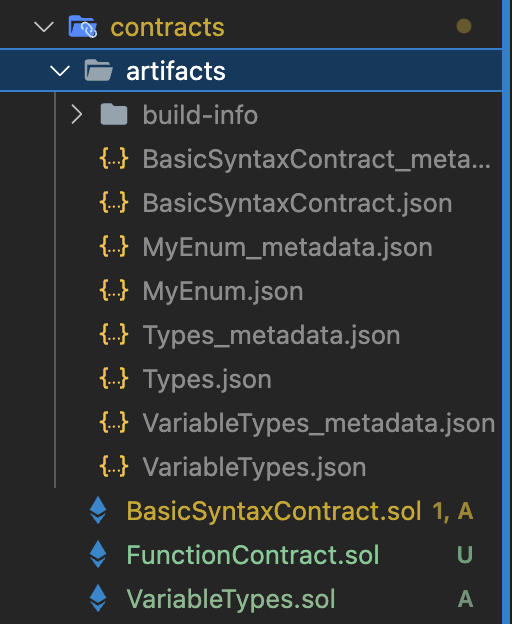 contracts
artifacts
build-info
BasicSyntaxContract_meta...
BasicSyntaxContract.json
MyEnum_metadata.json
MyEnum.json
Types_metadata.json
Types.json
VariableTypes_metadata.json
VariableTypes.json
BasicSyntaxContract.sol 1, A
FunctionContract.sol U
VariableTypes.sol A